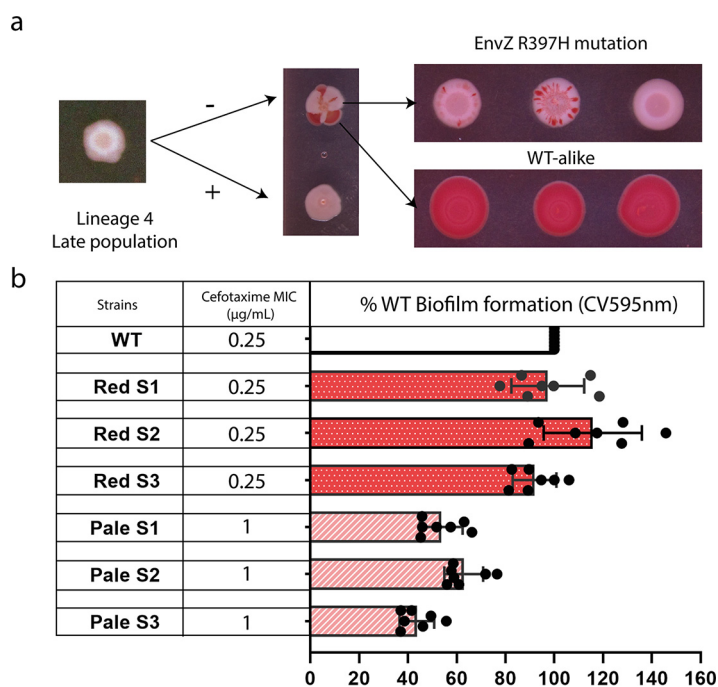 a
EnvZ R397H mutation
-
WT-alike
+
Lineage 4
Late population
b
Strains
Cefotaxime MIC
(µg/mL)
% WT Biofilm formation (CV595nm)
WT 0.25
Red S1 0.25
Red S2 0.25
Red S3 0.25
Pale S1 1
Pale S2 1
Pale S3 1
0 20 40 60 80 100 120 140 160